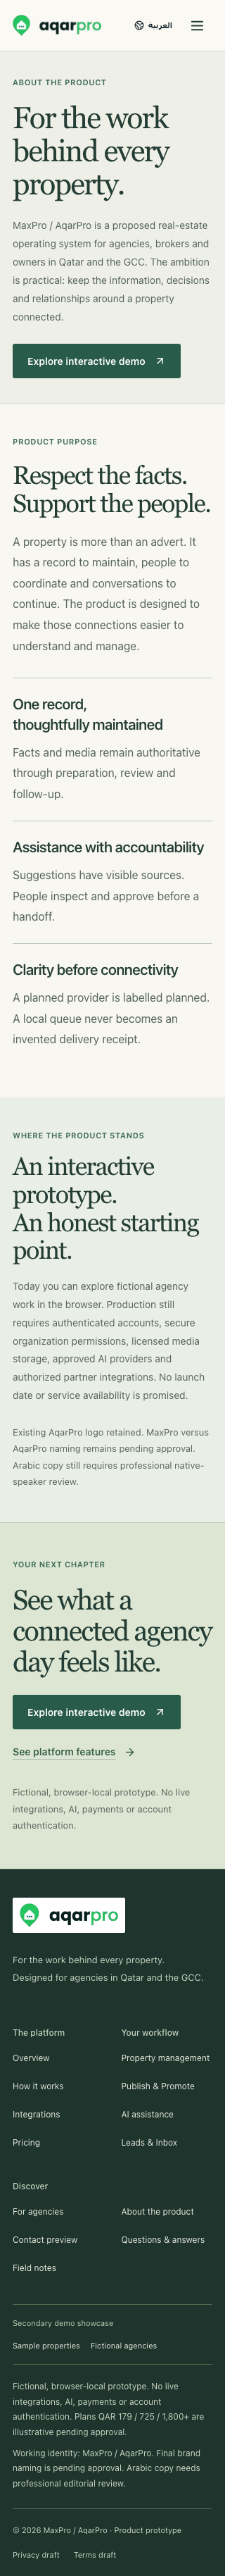 aqarpro
العربية
ABOUT THE PRODUCT
For the work
behind every
property.
MaxPro / AqarPro is a proposed real-estate
operating system for agencies, brokers and
owners in Qatar and the GCC. The ambition
is practical: keep the information, decisions
and relationships around a property
connected.
Explore interactive demo
PRODUCT PURPOSE
Respect the facts.
Support the people.
A property is more than an advert. It
has a record to maintain, people to
coordinate and conversations to
continue. The product is designed to
make those connections easier to
understand and manage.
One record,
thoughtfully maintained
Facts and media remain authoritative
through preparation, review and
follow-up.
Assistance with accountability
Suggestions have visible sources.
People inspect and approve before a
handoff.
Clarity before connectivity
A planned provider is labelled planned.
A local queue never becomes an
invented delivery receipt.
WHERE THE PRODUCT STANDS
An interactive
prototype.
An honest starting
point.
Today you can explore fictional agency
work in the browser. Production still
requires authenticated accounts, secure
organization permissions, licensed media
storage, approved AI providers and
authorized partner integrations. No launch
date or service availability is promised.
Existing AqarPro logo retained. MaxPro versus
AqarPro naming remains pending approval.
Arabic copy still requires professional native-
speaker review.
YOUR NEXT CHAPTER
See what a
connected agency
day feels like.
Explore interactive demo
See platform features
Fictional, browser-local prototype. No live
integrations, AI, payments or account
authentication.
aqarpro
For the work behind every property.
Designed for agencies in Qatar and the GCC.
The platform
Overview
How it works
Integrations
Pricing
Your workflow
Property management
Publish & Promote
AI assistance
Leads & Inbox
Discover
For agencies
About the product
Contact preview
Questions & answers
Field notes
Secondary demo showcase
Sample properties
Fictional agencies
Fictional, browser-local prototype. No live
integrations, AI, payments or account
authentication. Plans QAR 179 / 725 / 1,800+ are
illustrative pending approval.
Working identity: MaxPro / AqarPro. Final brand
naming is pending approval. Arabic copy needs
professional editorial review.
© 2026 MaxPro / AqarPro · Product prototype
Privacy draft
Terms draft